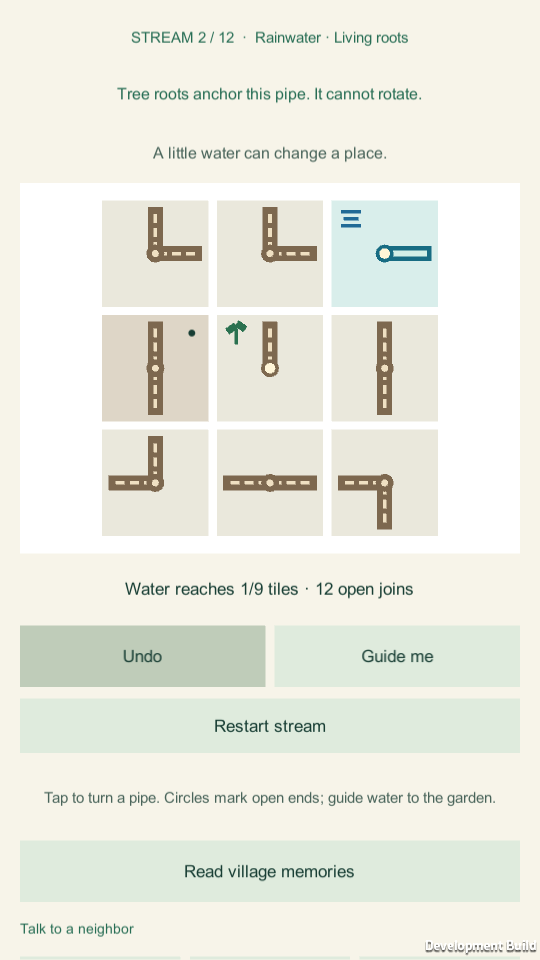 STREAM 2 / 12 · Rainwater · Living roots
Tree roots anchor this pipe. It cannot rotate.
A little water can change a place.
Water reaches 1/9 tiles · 12 open joins
Undo
Guide me
Restart stream
Tap to turn a pipe. Circles mark open ends; guide water to the garden.
Read village memories
Talk to a neighbor
Development Build